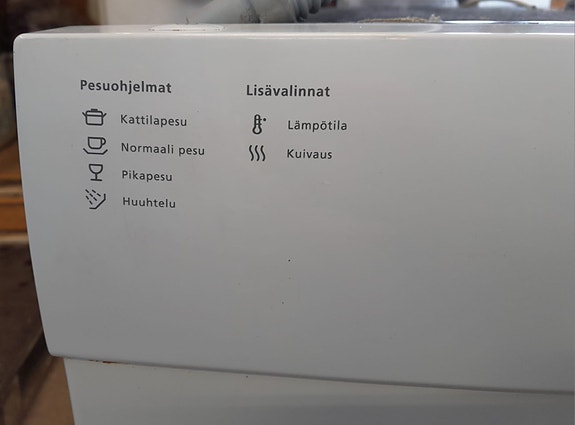 Pesuohjelmat
Kattilapesu
Normaali pesu
Pikapesu
Huuhtelu
Lisävalinnat
Lämpötila
Kuivaus